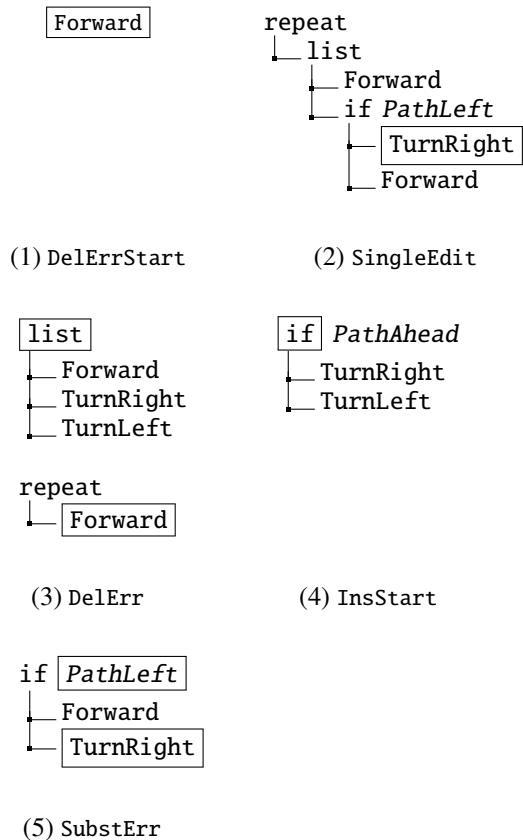 Forward
(1) DelErrStart
repeat
list
Forward
if PathLeft
TurnRight
Forward
(2) SingleEdit
list
Forward
TurnRight
TurnLeft
repeat
Forward
(3) DelErr
if PathAhead
TurnRight
TurnLeft
(4) InsStart
if PathLeft
Forward
TurnRight
(5) SubstErr